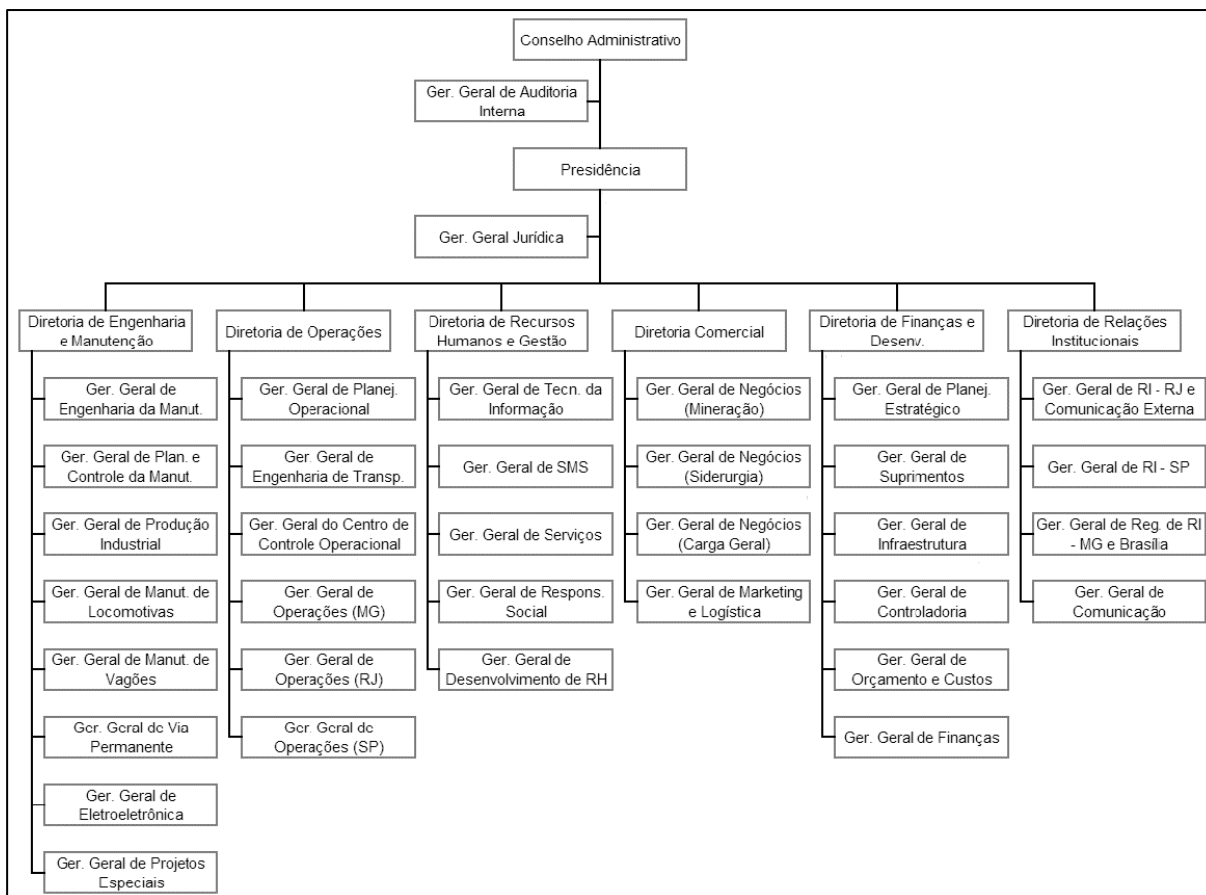 Conselho Administrativo
Ger. Geral de Auditoria
Interna
Presidência
Ger. Geral Jurídica
Diretoria de Engenharia
e Manutenção
Ger. Geral de
Engenharia da Manut.
Ger. Geral de Plan. e
Controle da Manut.
Ger. Geral de Produção
Industrial
Ger. Geral de Manut. de
Locomotivas
Ger. Geral de Manut. de
Vagões
Ger. Geral de Via
Permanente
Ger. Geral de
Eletroeletrônica
Ger. Geral de Projetos
Especiais
Diretoria de Operações
Ger. Geral de Planej.
Operacional
Ger. Geral de
Engenharia de Transp.
Ger. Geral do Centro de
Controle Operacional
Ger. Geral de
Operações (MG)
Ger. Geral de
Operações (RJ)
Ger. Geral de
Operações (SP)
Diretoria de Recursos
Humanos e Gestão
Ger. Geral de Tecn. da
Informação
Ger. Geral de SMS
Ger. Geral de Serviços
Ger. Geral de Respons.
Social
Ger. Geral de
Desenvolvimento de RH
Diretoria Comercial
Ger. Geral de Negócios
(Mineração)
Ger. Geral de Negócios
(Siderurgia)
Ger. Geral de Negócios
(Carga Geral)
Ger. Geral de Marketing
e Logística
Diretoria de Finanças e
Desenv.
Ger. Geral de Planej.
Estratégico
Ger. Geral de
Suprimentos
Ger. Geral de
Infraestrutura
Ger. Geral de
Controladoria
Ger. Geral de
Orçamento e Custos
Ger. Geral de Finanças
Diretoria de Relações
Institucionais
Ger. Geral de RI - RJ e
Comunicação Externa
Ger. Geral de RI - SP
Ger. Geral de Reg. de RI
- MG e Brasília
Ger. Geral de
Comunicação